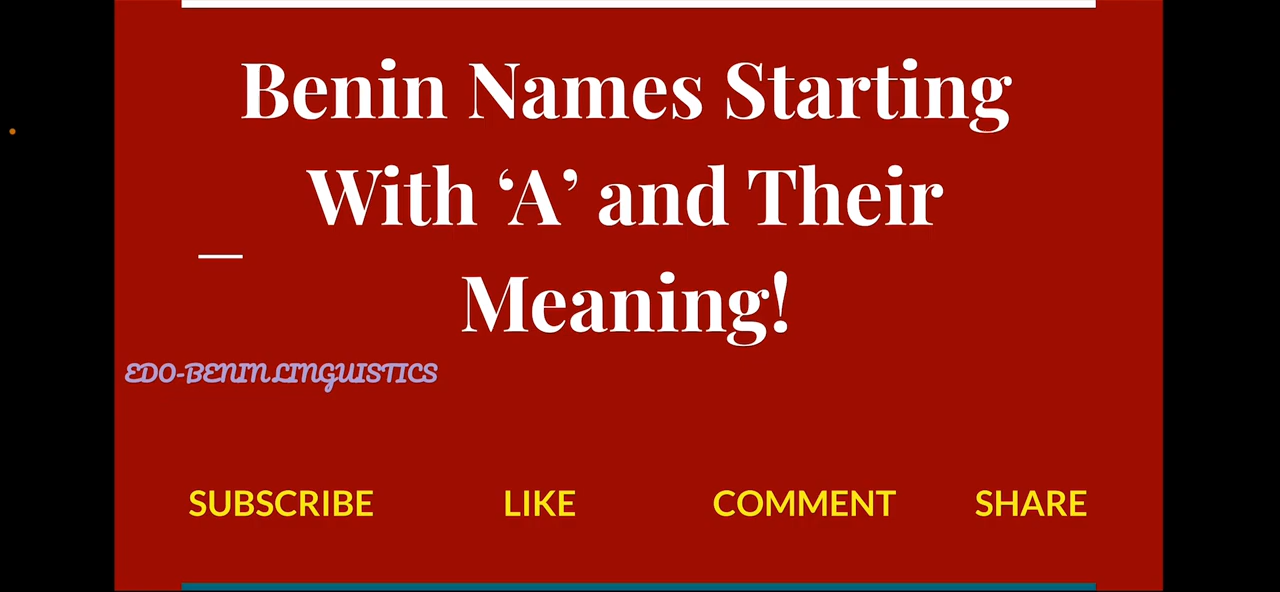 Benin Names Starting
With ‘A’ and Their
Meaning!
EDO-BENIN LINGUISTICS
SUBSCRIBE LIKE COMMENT SHARE